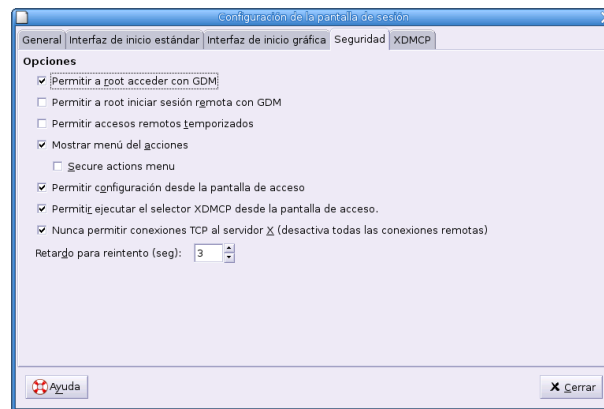 Configuración de la pantalla de sesión
General Interfaz de inicio estándar Interfaz de inicio gráfica Seguridad XDMCP
Opciones
Permitir a root acceder con GDM
Permitir a root iniciar sesión remota con GDM
Permitir accesos remotos temporizados
Mostrar menú del acciones
Secure actions menu
Permitir configuración desde la pantalla de acceso
Permitir ejecutar el selector XDMCP desde la pantalla de acceso.
Nunca permitir conexiones TCP al servidor X (desactiva todas las conexiones remotas)
Retardo para reintento (seg): 3
Ayuda Cerrar